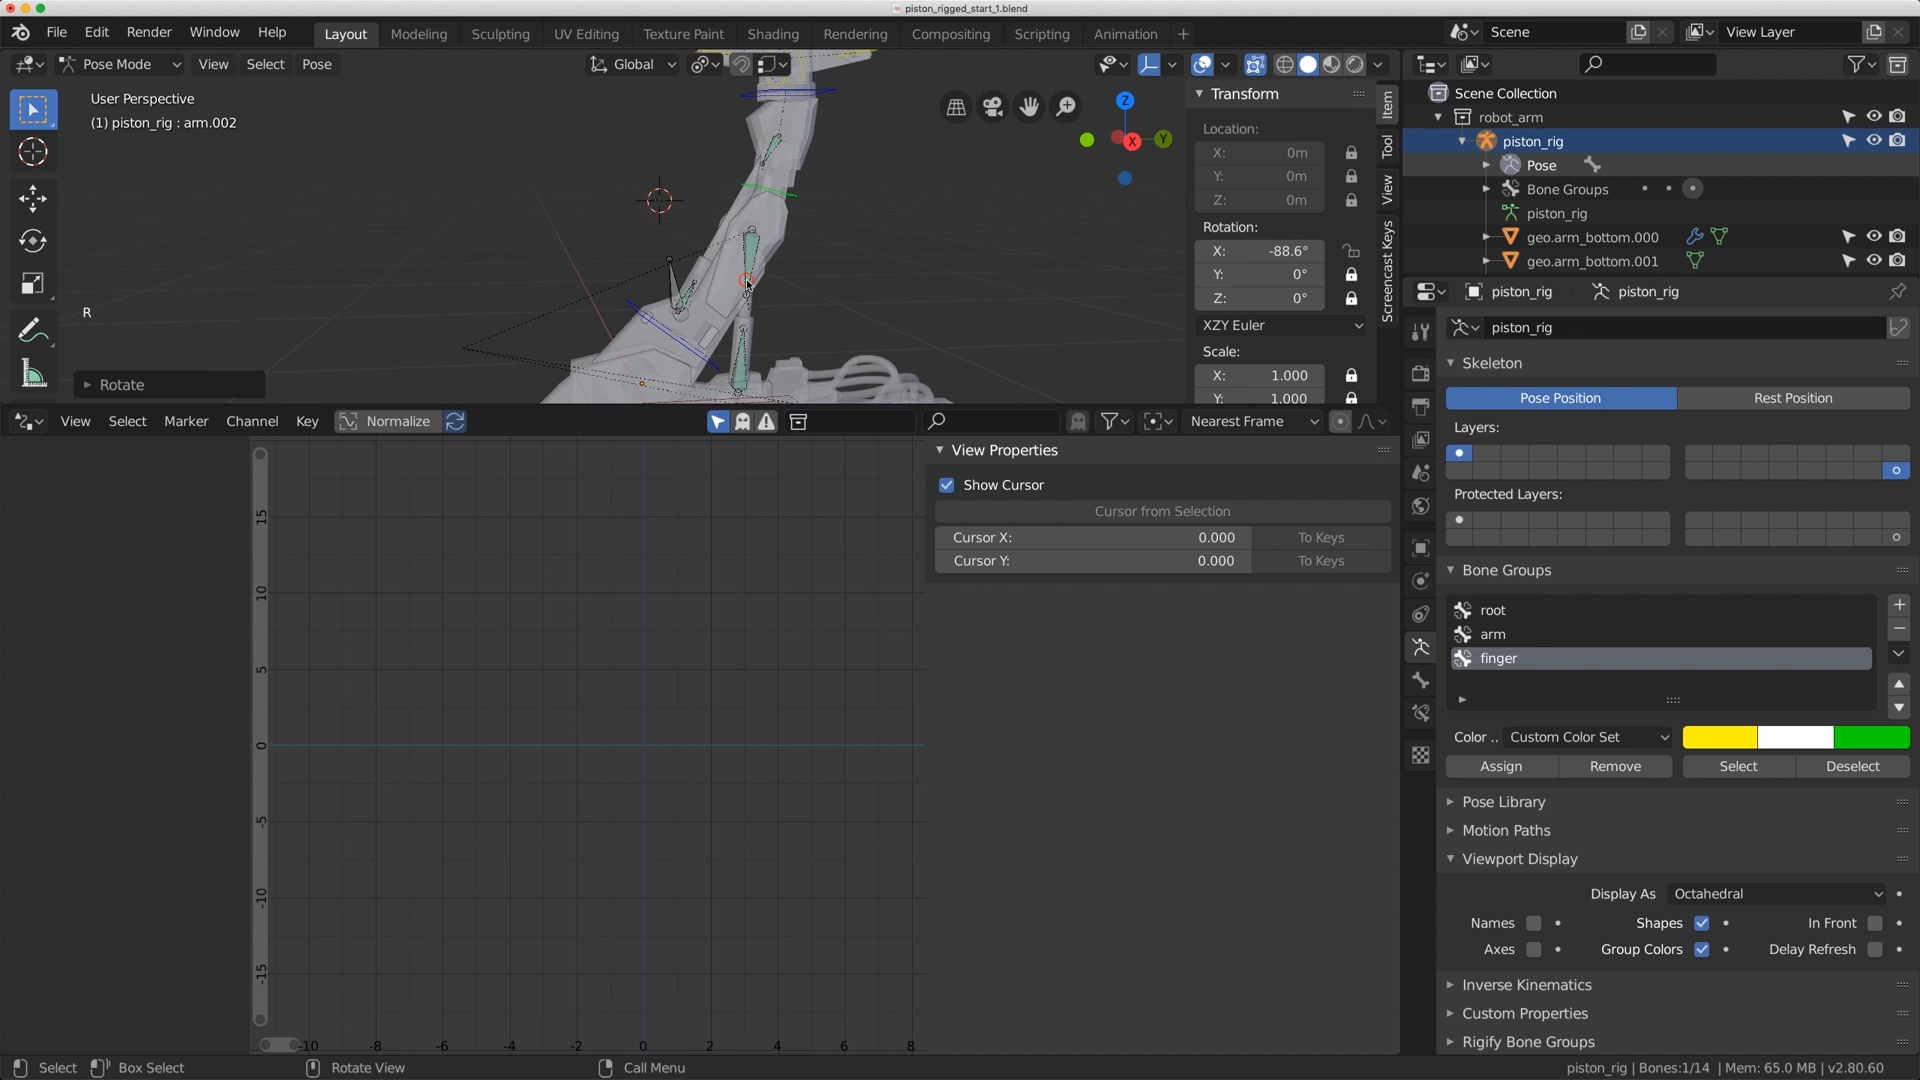 piston_rigged_start_1.blend
File Edit Render Window Help
Layout Modeling Sculpting UV Editing Texture Paint Shading Animation Rendering Compositing Scripting Animation +
Scene
View Layer
Pose Mode View Select Pose
Global
User Perspective
(1) piston_rig : arm.002
R
Rotate
Z
X
Y
Transform
Location:
X: 0m
Y: 0m
Z: 0m
Rotation:
X: -88.6°
Y: 0°
Z: 0°
XZY Euler
Scale:
X: 1.000
Y: 1.000
Item
Tool
View
Screencast Keys
Scene Collection
robot_arm
piston_rig
Pose
Bone Groups
piston_rig
geo.arm_bottom.000
geo.arm_bottom.001
piston_rig piston_rig
piston_rig
Skeleton
Pose Position Rest Position
Layers:
Protected Layers:
Bone Groups
root
arm
finger
Color .. Custom Color Set
Assign Remove Select Deselect
Pose Library
Motion Paths
Viewport Display
Display As Octahedral
Names Shapes In Front
Axes Group Colors Delay Refresh
Inverse Kinematics
Custom Properties
Rigify Bone Groups
View Select Marker Channel Key Normalize
Nearest Frame
View Properties
Show Cursor
Cursor from Selection
Cursor X: 0.000 To Keys
Cursor Y: 0.000 To Keys
15
10
5
0
-5
-10
-15
-10 -8 -6 -4 -2 0 2 4 6 8
Select Box Select Rotate View Call Menu
piston_rig | Bones:1/14 | Mem: 65.0 MB | v2.80.60